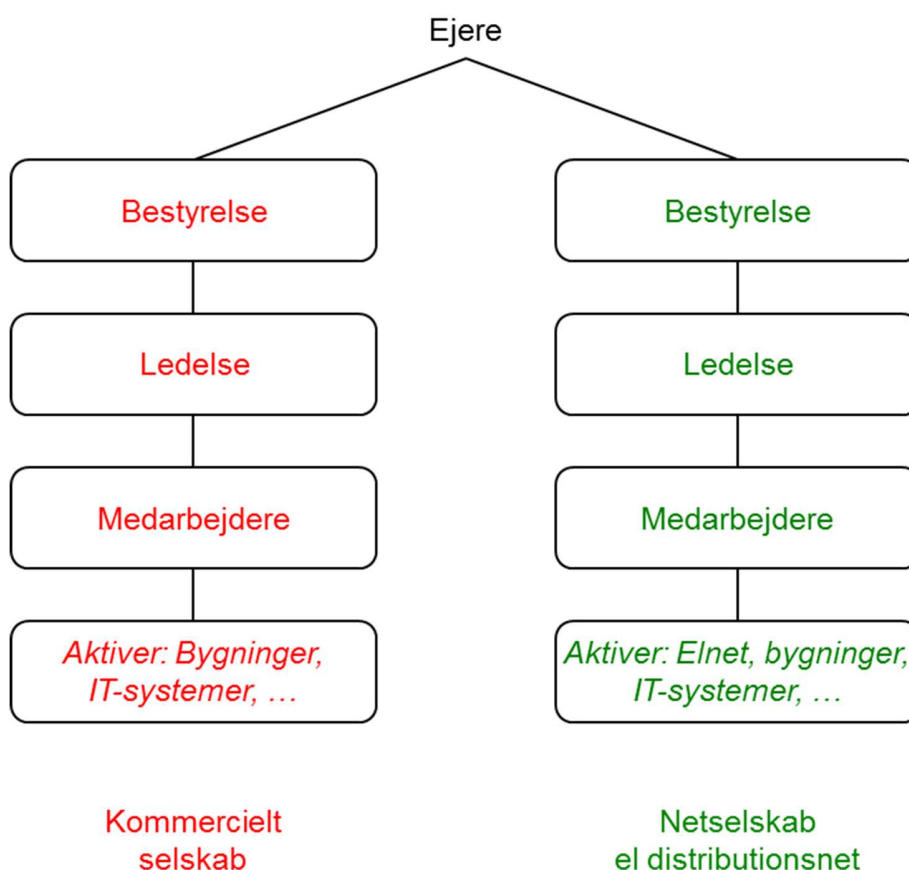 Ejere
Bestyrelse
Ledelse
Medarbejdere
Aktiver: Bygninger,
IT-systemer, …
Kommercielt
selskab
Bestyrelse
Ledelse
Medarbejdere
Aktiver: Elnet, bygninger,
IT-systemer, …
Netselskab
el distributionsnet